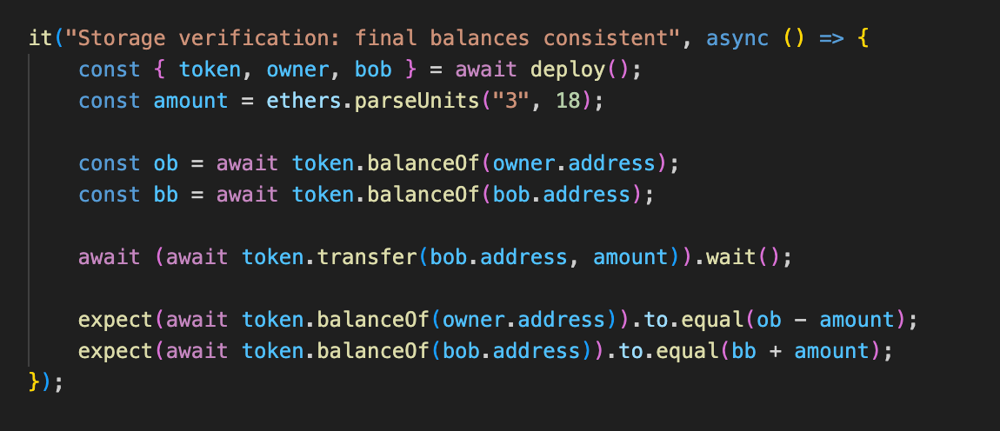 it("Storage verification: final balances consistent", async () => {
    const { token, owner, bob } = await deploy();
    const amount = ethers.parseUnits("3", 18);

    const ob = await token.balanceOf(owner.address);
    const bb = await token.balanceOf(bob.address);

    await (await token.transfer(bob.address, amount)).wait();

    expect(await token.balanceOf(owner.address)).to.equal(ob - amount);
    expect(await token.balanceOf(bob.address)).to.equal(bb + amount);
});